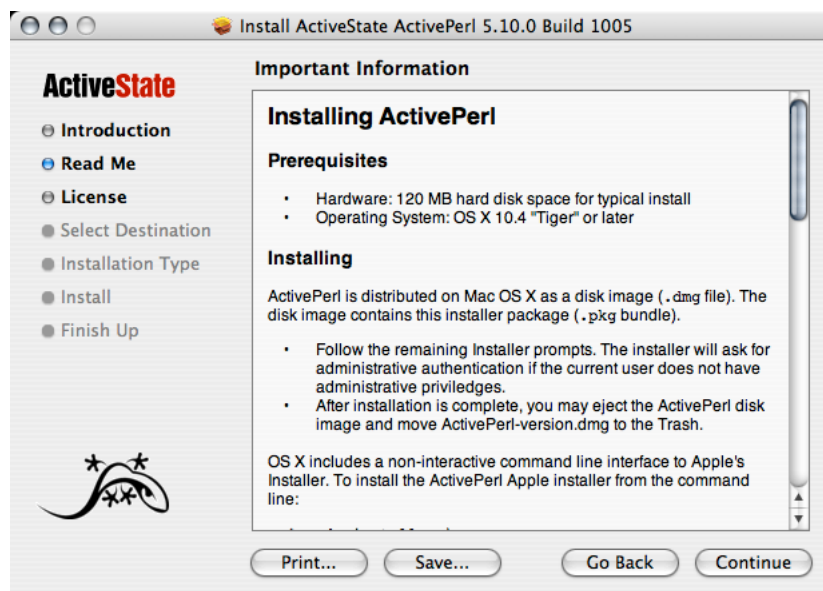 Install ActiveState ActivePerl 5.10.0 Build 1005
ActiveState
Introduction
Read Me
License
Select Destination
Installation Type
Install
Finish Up
Important Information
Installing ActivePerl
Prerequisites
• Hardware: 120 MB hard disk space for typical install
• Operating System: OS X 10.4 "Tiger" or later
Installing
ActivePerl is distributed on Mac OS X as a disk image (.dmg file). The
disk image contains this installer package (.pkg bundle).
• Follow the remaining Installer prompts. The installer will ask for
administrative authentication if the current user does not have
administrative priviledges.
• After installation is complete, you may eject the ActivePerl disk
image and move ActivePerl-version.dmg to the Trash.
OS X includes a non-interactive command line interface to Apple's
Installer. To install the ActivePerl Apple installer from the command
line:
Print...
Save...
Go Back
Continue